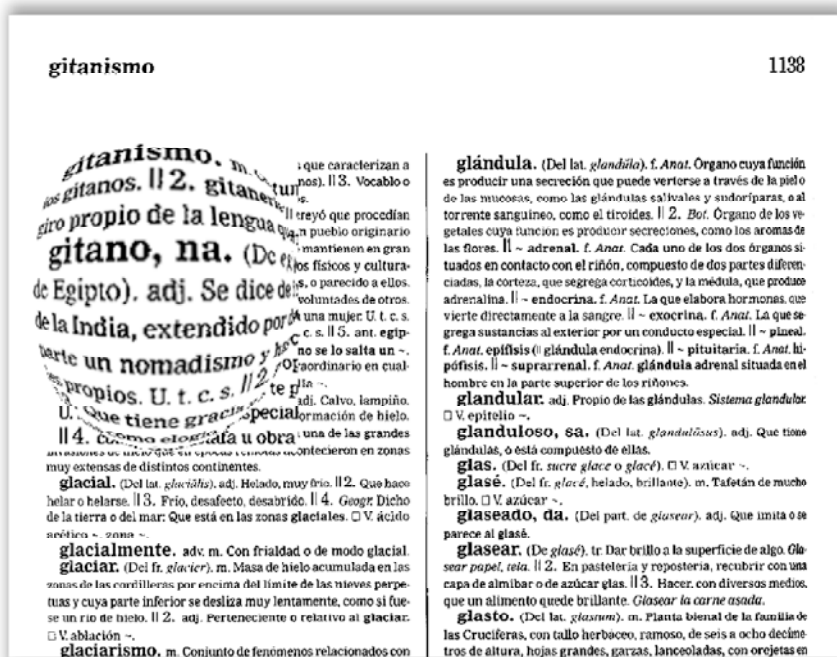 gitanismo
1138
gitanismo.
que caracterizan a
los gitanos. || 2. gitanería
nos). || 3. Vocablo o
giro propio de la lengua
creyó que procedían
n pueblo originario
gitano, na. (De
mantienen en gran
os físicos y cultura-
de Egipto). adj. Se dice de
s, o parecido a ellos.
voluntades de otros.
de la India, extendido por
una mujer. U. t. c. s.
c. s. || 5. ant. egip-
parte un nomadismo y
no se lo salta un ~.
aordinario en cual-
propios. U. t. c. s. || 2
adj. Calvo, lampiño.
U. Que tiene gracia
special
ormación de hielo.
|| 4. como
ata u obra
una de las grandes
ontecieron en zonas
muy extensas de distintos continentes.
glacial. (Del lat. glaciālis). adj. Helado, muy frío. || 2. Que hace
helar o helarse. || 3. Frío, desafecto, desabrido. || 4. Geogr. Dicho
de la tierra o del mar: Que está en las zonas glaciales. □ V. ácido
acético ~, zona ~.
glacialmente. adv. m. Con frialdad o de modo glacial.
glaciar. (Del fr. glacier). m. Masa de hielo acumulada en las
zonas de las cordilleras por encima del límite de las nieves perpe-
tuas y cuya parte inferior se desliza muy lentamente, como si fue-
se un río de hielo. || 2. adj. Perteneciente o relativo al glaciar.
□ V. ablación ~.
glaciarismo. m. Conjunto de fenómenos relacionados con
glándula. (Del lat. glandŭla). f. Anat. Órgano cuya función
es producir una secreción que puede verterse a través de la piel o
de las mucosas, como las glándulas salivales y sudoríparas, o al
torrente sanguíneo, como el tiroides. || 2. Bot. Órgano de los ve-
getales cuya función es producir secreciones, como los aromas de
las flores. || ~ adrenal. f. Anat. Cada uno de los dos órganos si-
tuados en contacto con el riñón, compuesto de dos partes diferen-
ciadas, la corteza, que segrega corticoides, y la médula, que produce
adrenalina. || ~ endocrina. f. Anat. La que elabora hormonas, que
vierte directamente a la sangre. || ~ exocrina. f. Anat. La que se-
grega sustancias al exterior por un conducto especial. || ~ pineal.
f. Anat. epífisis (|| glándula endocrina). || ~ pituitaria. f. Anat. hi-
pófisis. || ~ suprarrenal. f. Anat. glándula adrenal situada en el
hombre en la parte superior de los riñones.
glandular. adj. Propio de las glándulas. Sistema glandular.
□ V. epitelio ~.
glanduloso, sa. (Del lat. glandulōsus). adj. Que tiene
glándulas, o está compuesto de ellas.
glas. (Del fr. sucre glace o glacé). □ V. azúcar ~.
glasé. (Del fr. glacé, helado, brillante). m. Tafetán de mucho
brillo. □ V. azúcar ~.
glaseado, da. (Del part. de glasear). adj. Que imita o se
parece al glasé.
glasear. (De glasé). tr. Dar brillo a la superficie de algo. Gla-
sear papel, tela. || 2. En pastelería y repostería, recubrir con una
capa de almíbar o de azúcar glas. || 3. Hacer, con diversos medios,
que un alimento quede brillante. Glasear la carne asada.
glasto. (Del lat. glastum). m. Planta bienal de la familia de
las Crucíferas, con tallo herbáceo, ramoso, de seis a ocho decíme-
tros de altura, hojas grandes, garzas, lanceoladas, con orejetas en